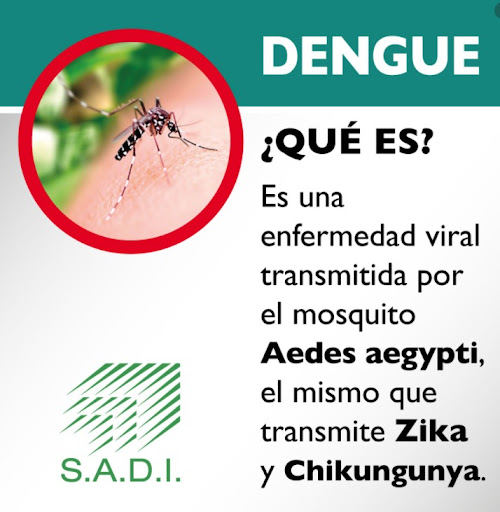 DENGUE
¿QUÉ ES?
Es una
enfermedad viral
transmitida por
el mosquito
Aedes aegypti,
el mismo que
transmite Zika
y Chikungunya.
S.A.D.I.